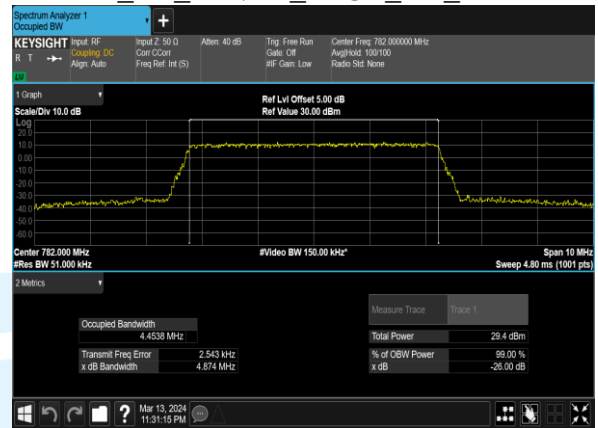 Spectrum Analyzer 1
Occupied BW
KEYSIGHT
R T
LV
Input: RF
Coupling: DC
Align: Auto
Input Z: 50 Ω
Corr CCorr
Freq Ref: Int (S)
Atten: 40 dB
Trig: Free Run
Gate: Off
#IF Gain: Low
Center Freq: 782.000000 MHz
Avg|Hold: 100/100
Radio Std: None
1 Graph
Scale/Div 10.0 dB
Ref Lvl Offset 5.00 dB
Ref Value 30.00 dBm
Log
20.0
10.0
0.00
-10.0
-20.0
-30.0
-40.0
-50.0
-60.0
Center 782.000 MHz
#Res BW 51.000 kHz
#Video BW 150.00 kHz*
Span 10 MHz
Sweep 4.80 ms (1001 pts)
2 Metrics
Measure Trace Trace 1
Occupied Bandwidth
4.4538 MHz
Total Power 29.4 dBm
Transmit Freq Error 2.543 kHz
% of OBW Power 99.00 %
x dB Bandwidth 4.874 MHz
x dB -26.00 dB
?
Mar 13, 2024
11:31:15 PM